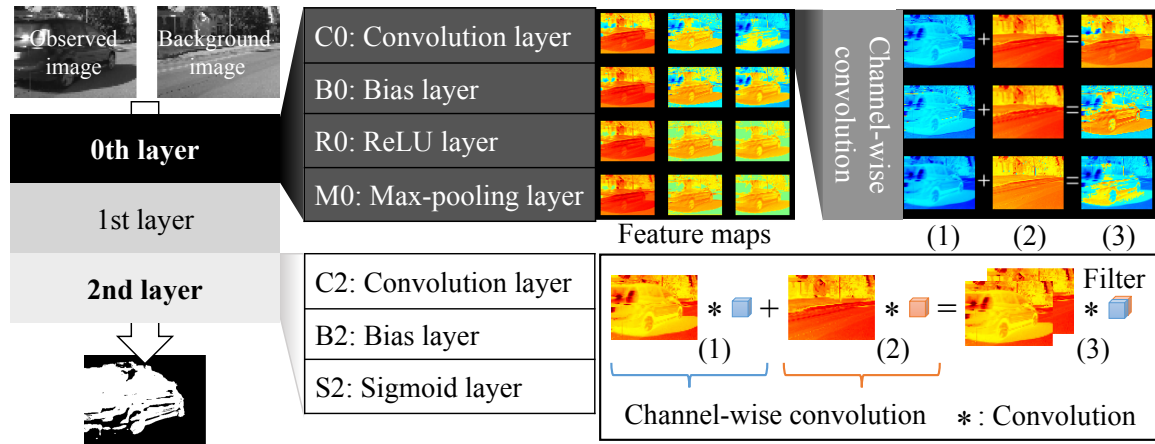 Observed
image
Background
image
0th layer
1st layer
2nd layer
C0: Convolution layer
B0: Bias layer
R0: ReLU layer
M0: Max-pooling layer
Feature maps
Channel-wise
convolution
+ =
+ =
+ =
(1) (2) (3)
C2: Convolution layer
B2: Bias layer
S2: Sigmoid layer
Filter
* + * = *
(1) (2) (3)
Channel-wise convolution
* : Convolution